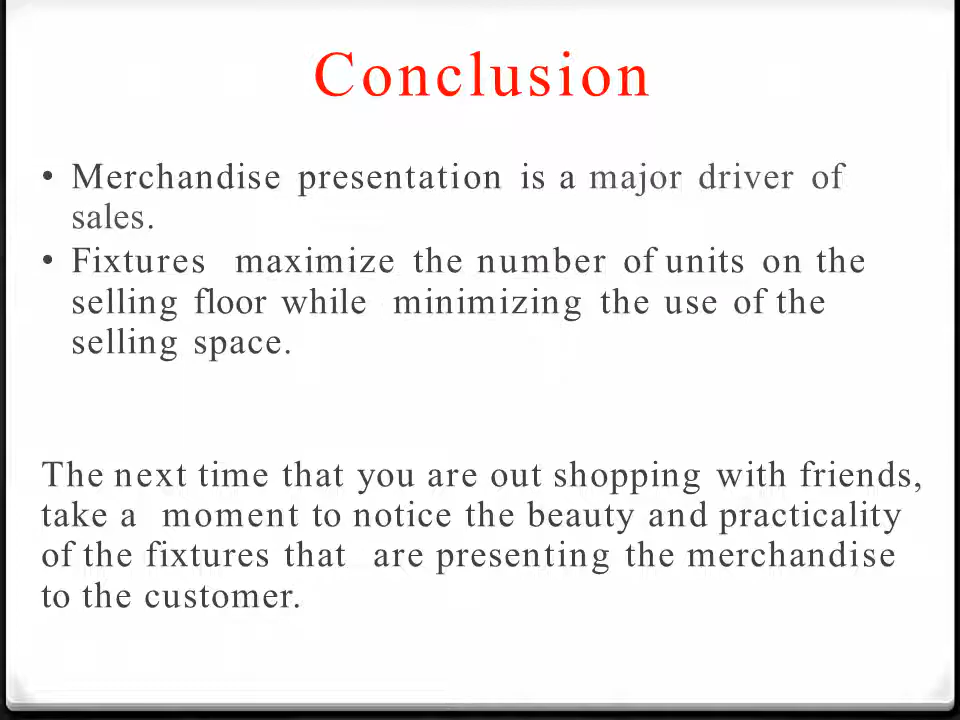 Conclusion
• Merchandise presentation is a major driver of
sales.
• Fixtures maximize the number of units on the
selling floor while minimizing the use of the
selling space.
The next time that you are out shopping with friends,
take a moment to notice the beauty and practicality
of the fixtures that are presenting the merchandise
to the customer.